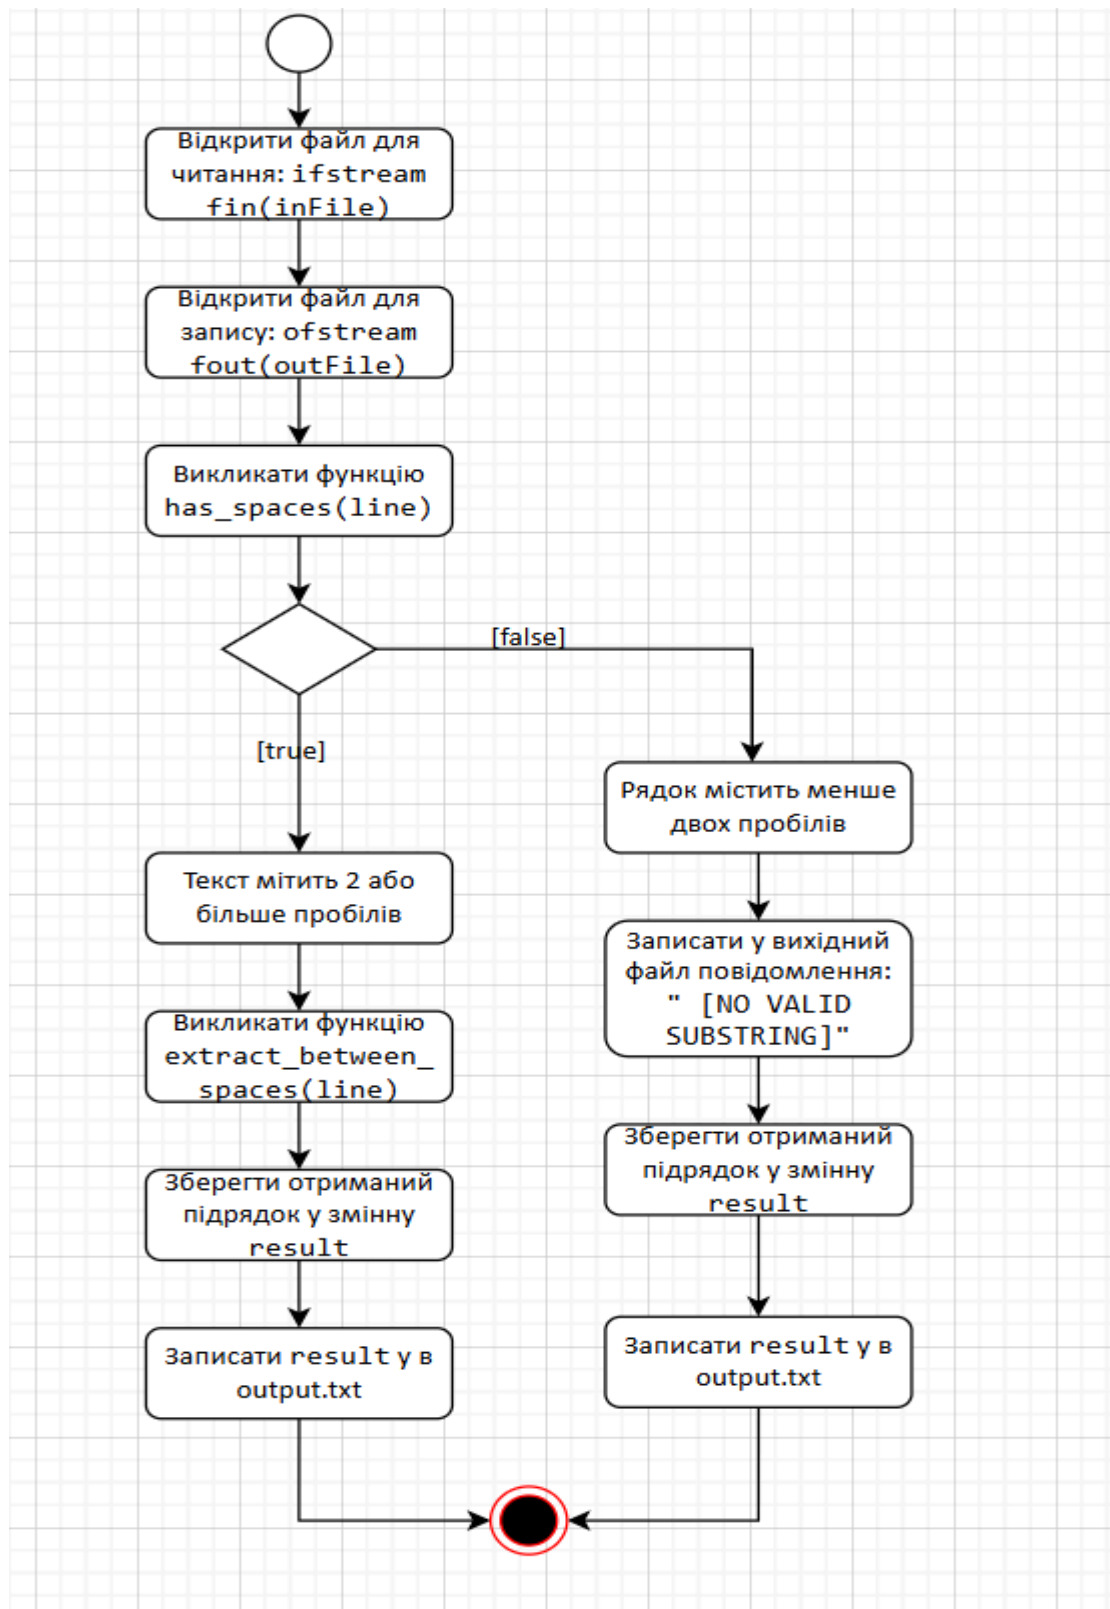 Відкрити файл для
читання: ifstream
fin(inFile)
Відкрити файл для
запису: ofstream
fout(outFile)
Викликати функцію
has_spaces(line)
[false]
[true]
Рядок містить менше
двох пробілів
Текст мітить 2 або
більше пробілів
Записати у вихідний
файл повідомлення:
" [NO VALID
SUBSTRING]"
Викликати функцію
extract_between_
spaces(line)
Зберегти отриманий
підрядок у змінну
result
Зберегти отриманий
підрядок у змінну
result
Записати result у в
output.txt
Записати result у в
output.txt